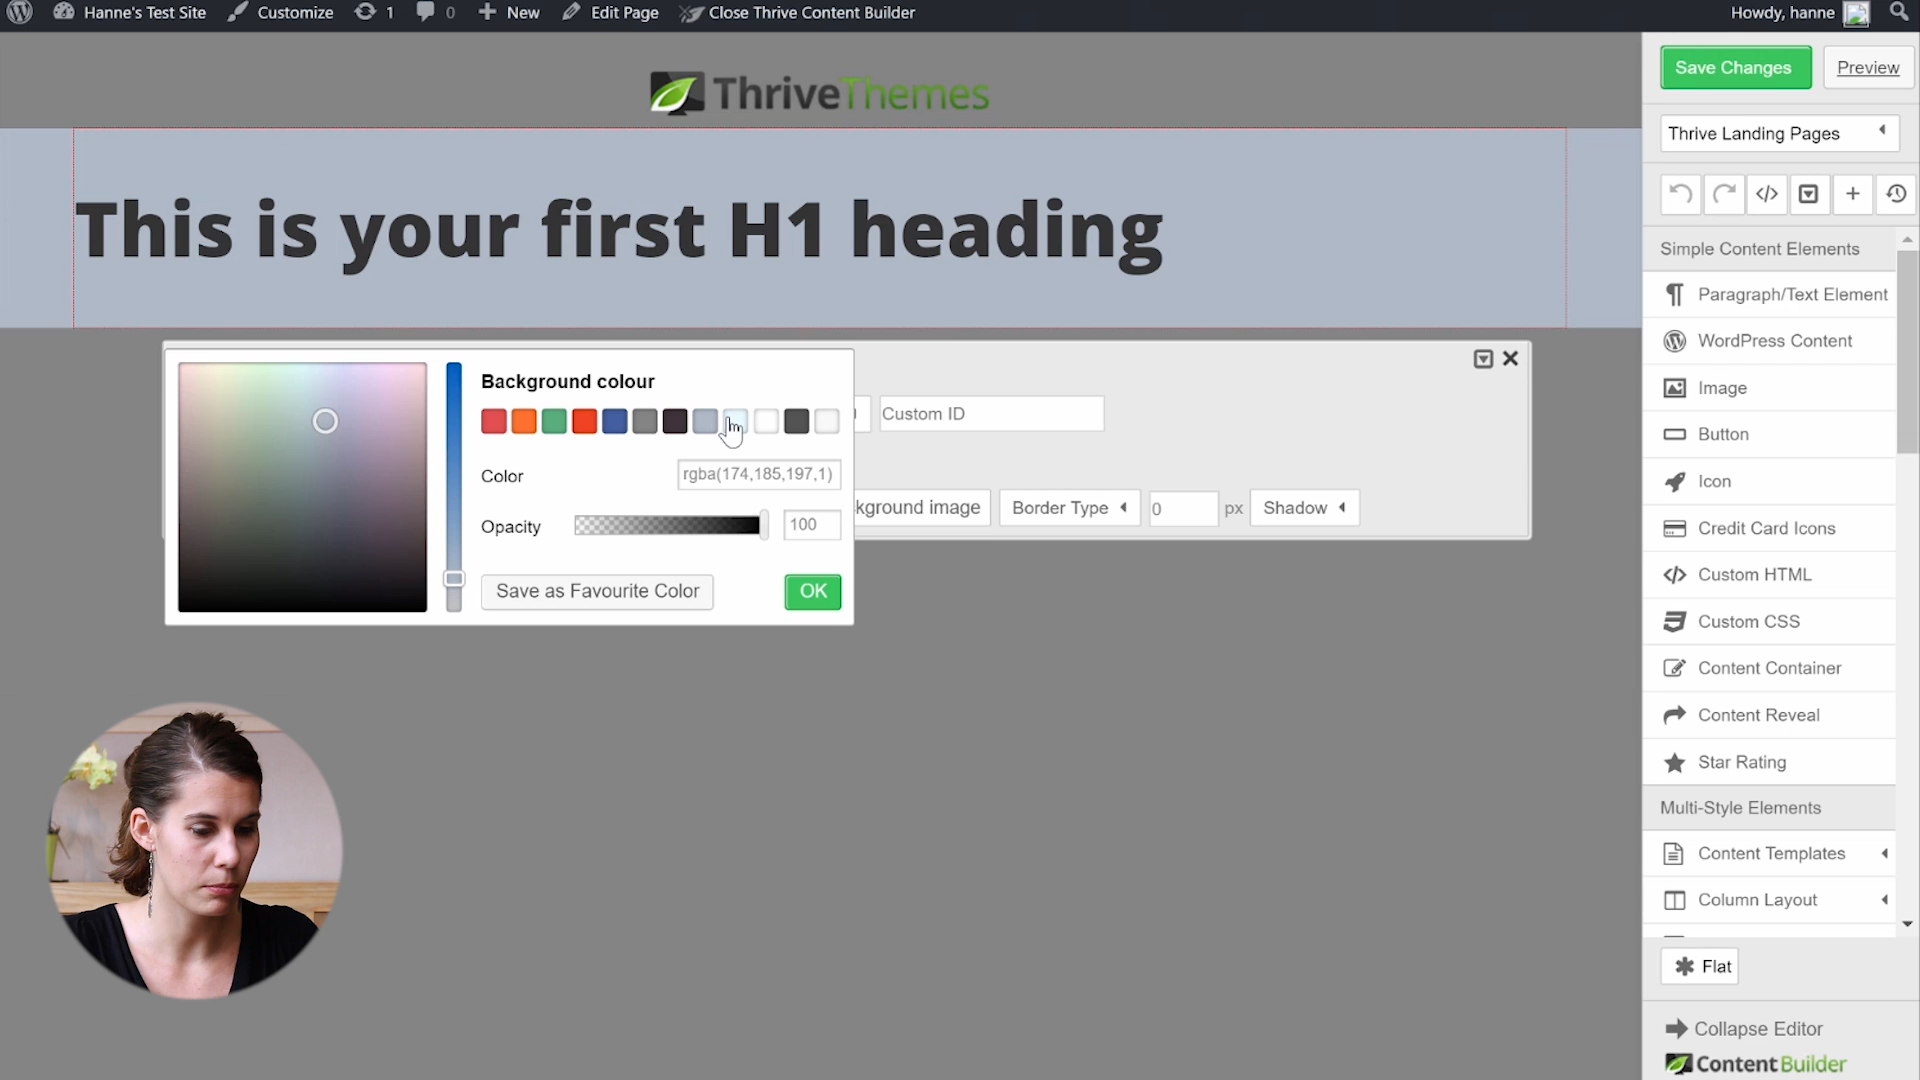 Hanne's Test Site
Customize
1
0
New
Edit Page
Close Thrive Content Builder
Howdy, hanne
ThriveThemes
This is your first H1 heading
Background colour
Color
rgba(174,185,197,1)
Opacity
100
Save as Favourite Color
OK
Custom ID
kground image
Border Type
0
px
Shadow
Save Changes
Preview
Thrive Landing Pages
Simple Content Elements
Paragraph/Text Element
WordPress Content
Image
Button
Icon
Credit Card Icons
Custom HTML
Custom CSS
Content Container
Content Reveal
Star Rating
Multi-Style Elements
Content Templates
Column Layout
Flat
Collapse Editor
ContentBuilder